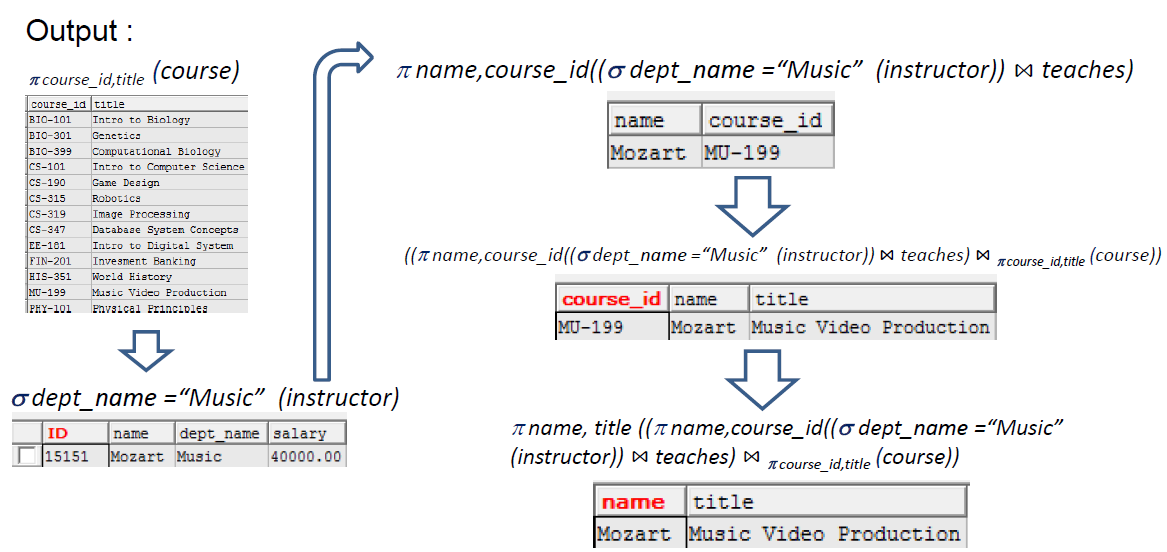 Output :
π course_id,title (course)
course_id title
BIO-101 Intro to Biology
BIO-301 Genetics
BIO-399 Computational Biology
CS-101 Intro to Computer Science
CS-190 Game Design
CS-315 Robotics
CS-319 Image Processing
CS-347 Database System Concepts
EE-181 Intro to Digital System
FIN-201 Invesment Banking
HIS-351 World History
MU-199 Music Video Production
PHY-101 Physical Principles
σ dept_name =“Music” (instructor)
ID name dept_name salary
15151 Mozart Music 40000.00
π name,course_id((σ dept_name =“Music” (instructor)) ⋈ teaches)
name course_id
Mozart MU-199
((π name,course_id((σ dept_name =“Music” (instructor)) ⋈ teaches) ⋈ π course_id,title (course))
course_id name title
MU-199 Mozart Music Video Production
π name, title ((π name,course_id((σ dept_name =“Music”
(instructor)) ⋈ teaches) ⋈ π course_id,title (course))
name title
Mozart Music Video Production